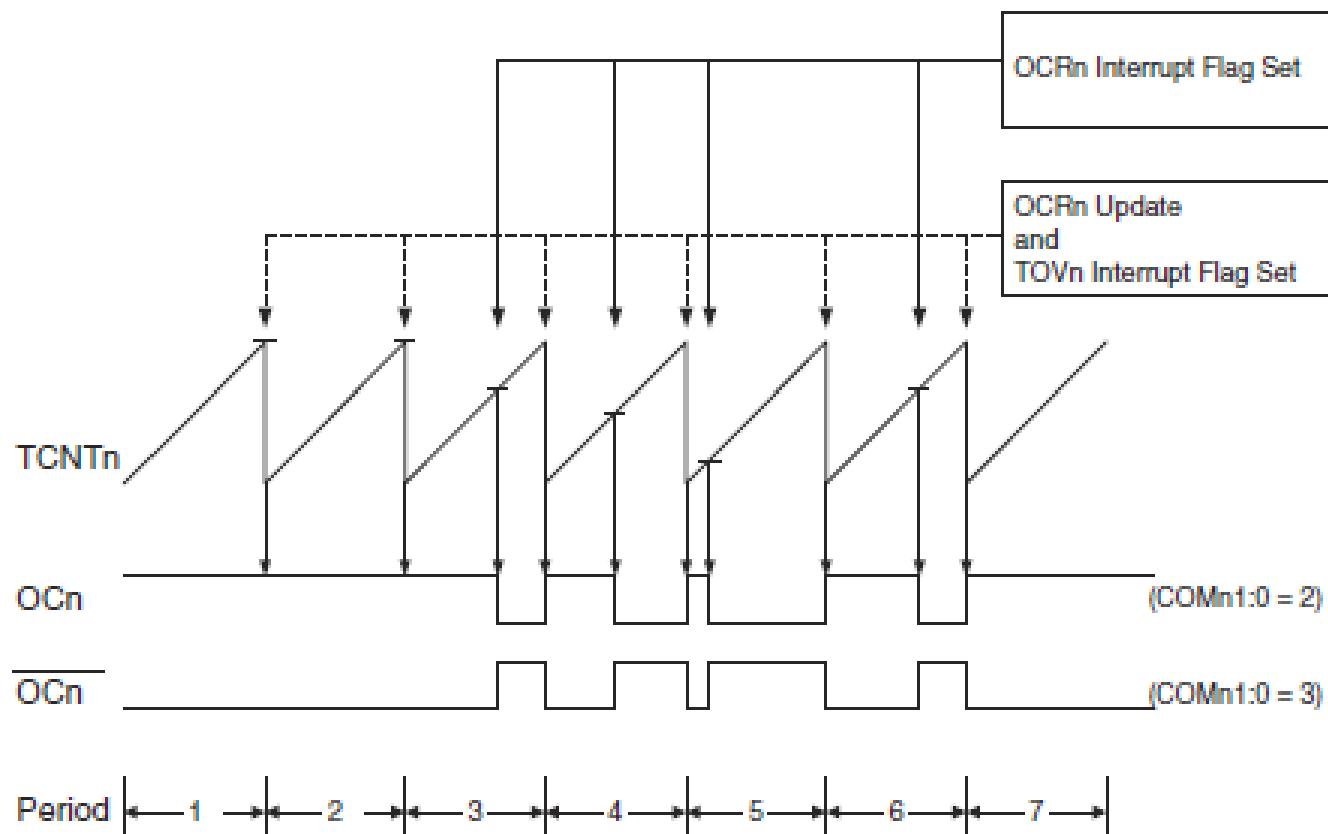 OCRn Interrupt Flag Set
OCRn Update
and
TOVn Interrupt Flag Set
TCNTn
OCn
(COMn1:0 = 2)
OCn
(COMn1:0 = 3)
Period
1
2
3
4
5
6
7